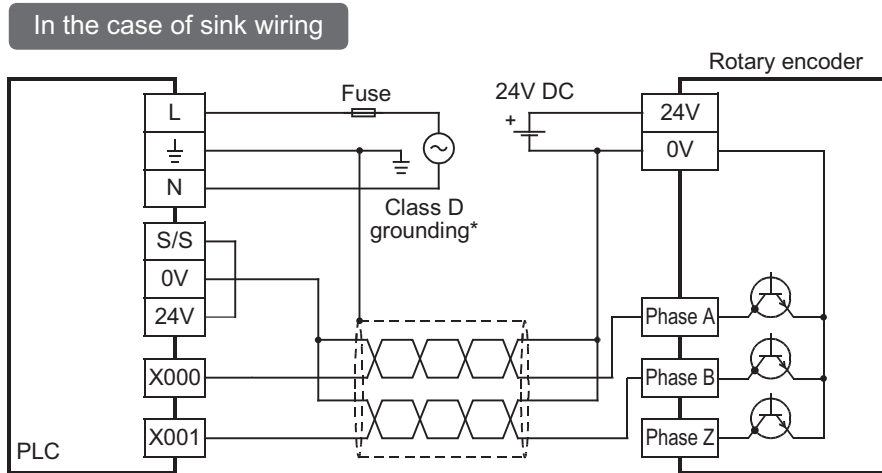 In the case of sink wiring
Rotary encoder
Fuse
24V DC
+
L
N
Class D
grounding*
24V
0V
S/S
0V
24V
X000
X001
PLC
Phase A
Phase B
Phase Z